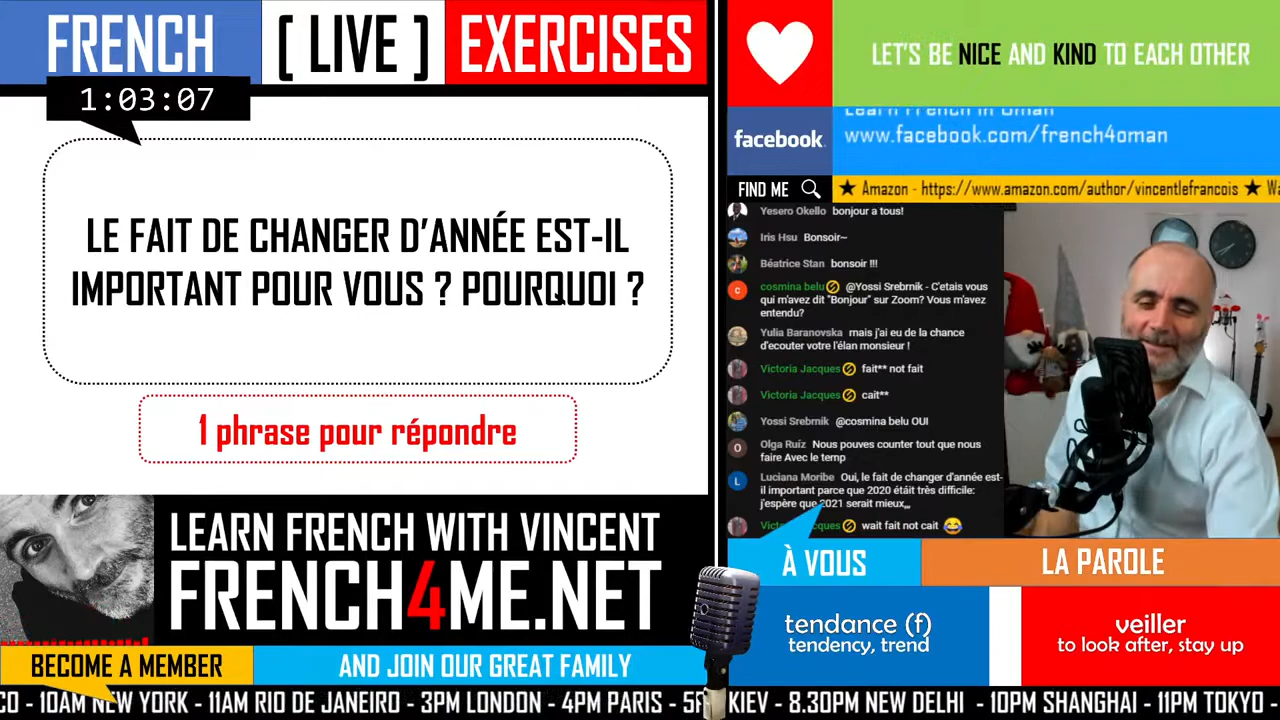 FRENCH
[ LIVE ]
EXERCISES
1:03:07
LE FAIT DE CHANGER D'ANNÉE EST-IL
IMPORTANT POUR VOUS ? POURQUOI ?
1 phrase pour répondre
LEARN FRENCH WITH VINCENT
FRENCH4ME.NET
BECOME A MEMBER
AND JOIN OUR GREAT FAMILY
LET'S BE NICE AND KIND TO EACH OTHER
facebook.
Learn French in Oman
www.facebook.com/french4oman
FIND ME
★ Amazon - https://www.amazon.com/author/vincentlefrancois ★
Yesero Okello bonjour a tous!
Iris Hsu Bonsoir~
Béatrice Stan bonsoir !!!
cosmina belu @Yossi Srebrnik - C'etais vous
qui m'avez dit "Bonjour" sur Zoom? Vous m'avez
entendu?
Yulia Baranovska mais j'ai eu de la chance
d'ecouter votre l'élan monsieur !
Victoria Jacques fait** not fait
Victoria Jacques cait**
Yossi Srebrnik @cosmina belu OUI
Olga Ruíz Nous pouves counter tout que nous
faire Avec le temp
Luciana Moribe Oui, le fait de changer d'année est-
il important parce que 2020 était très difficile:
j'espère que 2021 serait mieux,,,
wait fait not cait 😂
À VOUS
LA PAROLE
tendance (f)
tendency, trend
veiller
to look after, stay up
CO - 10AM NEW YORK - 11AM RIO DE JANEIRO - 3PM LONDON - 4PM PARIS - KIEV - 8.30PM NEW DELHI - 10PM SHANGHAI - 11PM TOKYO -